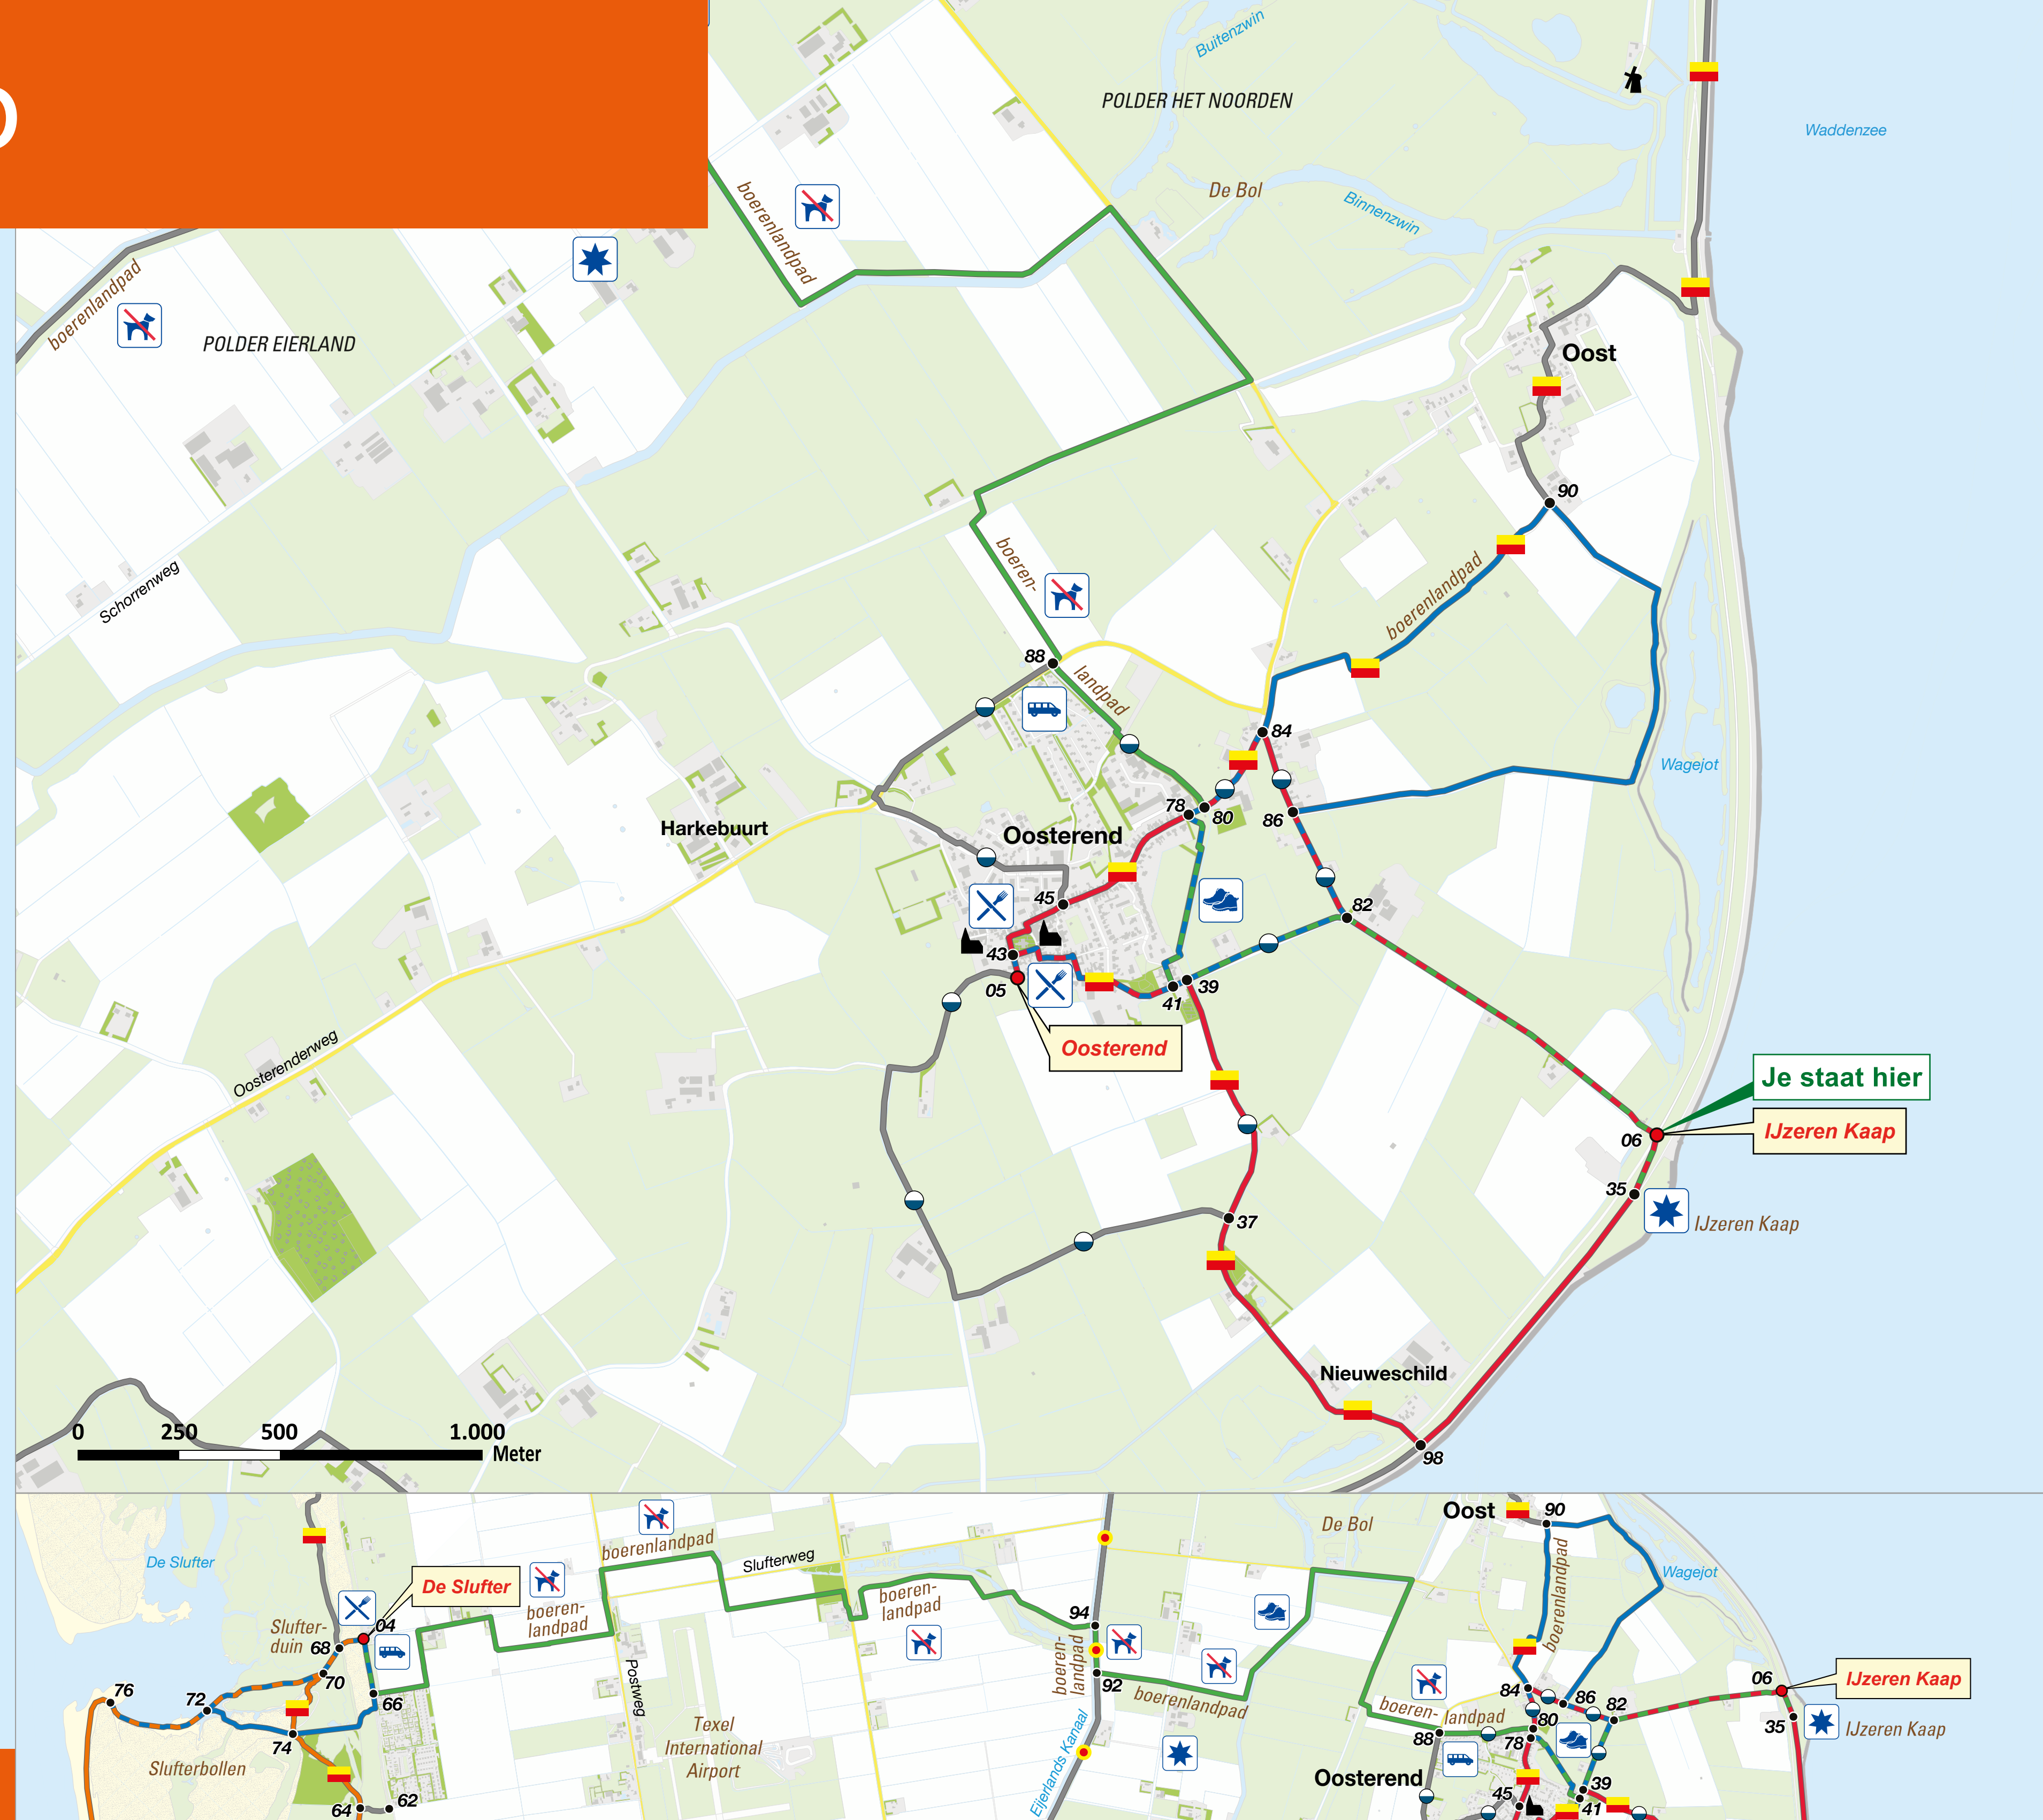 Buitenzwin
POLDER HET NOORDEN
Waddenzee
De Bol
Binnenzwin
boerenlandpad
boerenlandpad
POLDER EIERLAND
Oost
90
boeren-
landpad
boerenlandpad
Schorrenweg
88
84
Wagejot
78
80
86
Harkebuurt
Oosterend
45
82
43
05
39
41
Oosterend
Oosterenderweg
Je staat hier
IJzeren Kaap
06
35
IJzeren Kaap
37
Nieuweschild
98
0 250 500 1.000
Meter
Oost
90
De Bol
boerenlandpad
Slufterweg
De Slufter
De Slufter
Wagejot
boerenlandpad
boeren-
landpad
boeren-
landpad
94
Slufter-
duin
04
68
70
66
76
72
74
Postweg
boeren-
landpad
92
boerenlandpad
06
IJzeren Kaap
35
IJzeren Kaap
84
86
82
boeren-
landpad
80
88
78
Texel
International
Airport
Eijerlands Kanaal
Slufterbollen
Oosterend
45
39
41
64
62